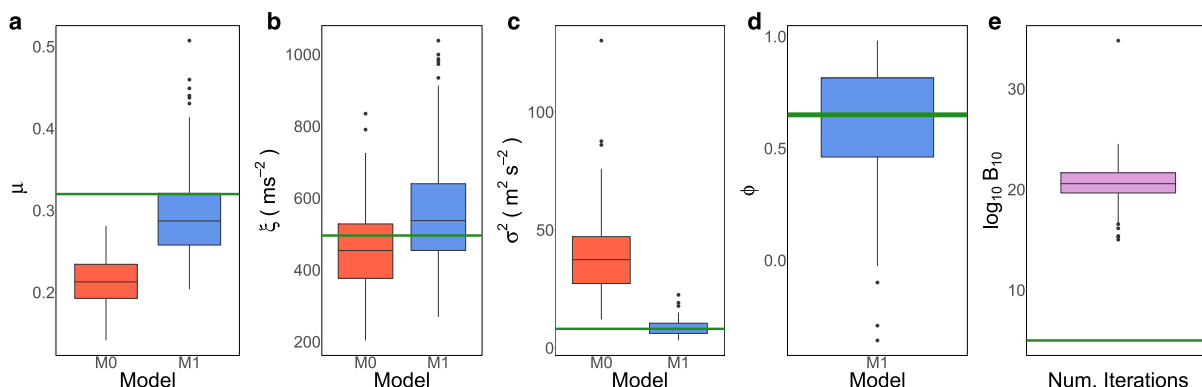 a
0.5
0.4
0.3
0.2
μ
M0 M1
Model
b
1000
800
600
400
200
ξ ( ms⁻² )
M0 M1
Model
c
100
50
0
σ² ( m² s⁻² )
M0 M1
Model
d
1.0
0.5
0.0
ϕ
M1
Model
e
30
20
10
log₁₀ B₁₀
Num. Iterations